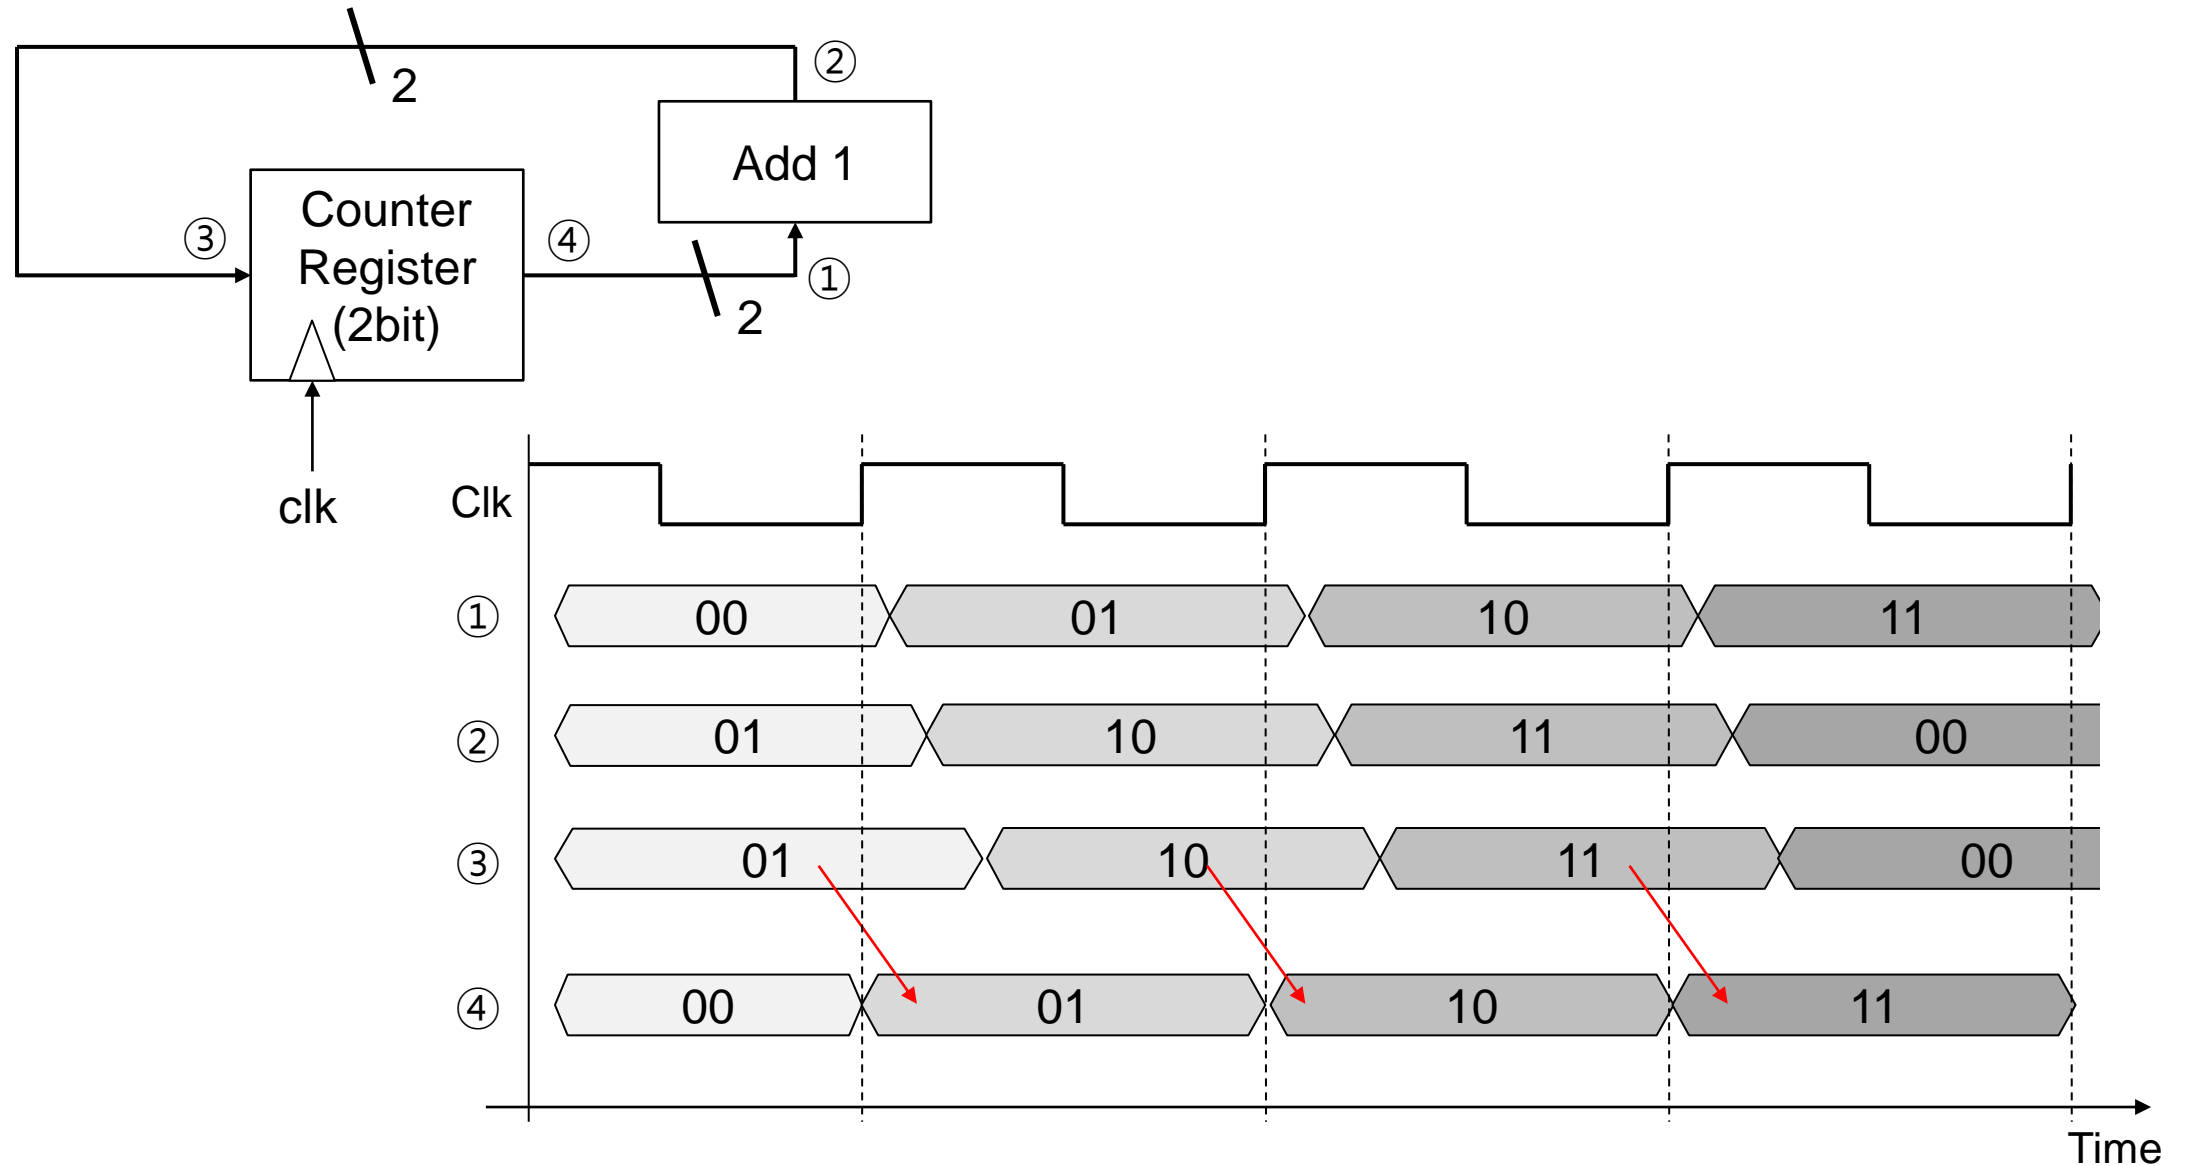 ②
2
Add 1
Counter
Register
(2bit)
③
④
①
2
clk
Clk
① 00 01 10 11
② 01 10 11 00
③ 01 10 11 00
④ 00 01 10 11
Time